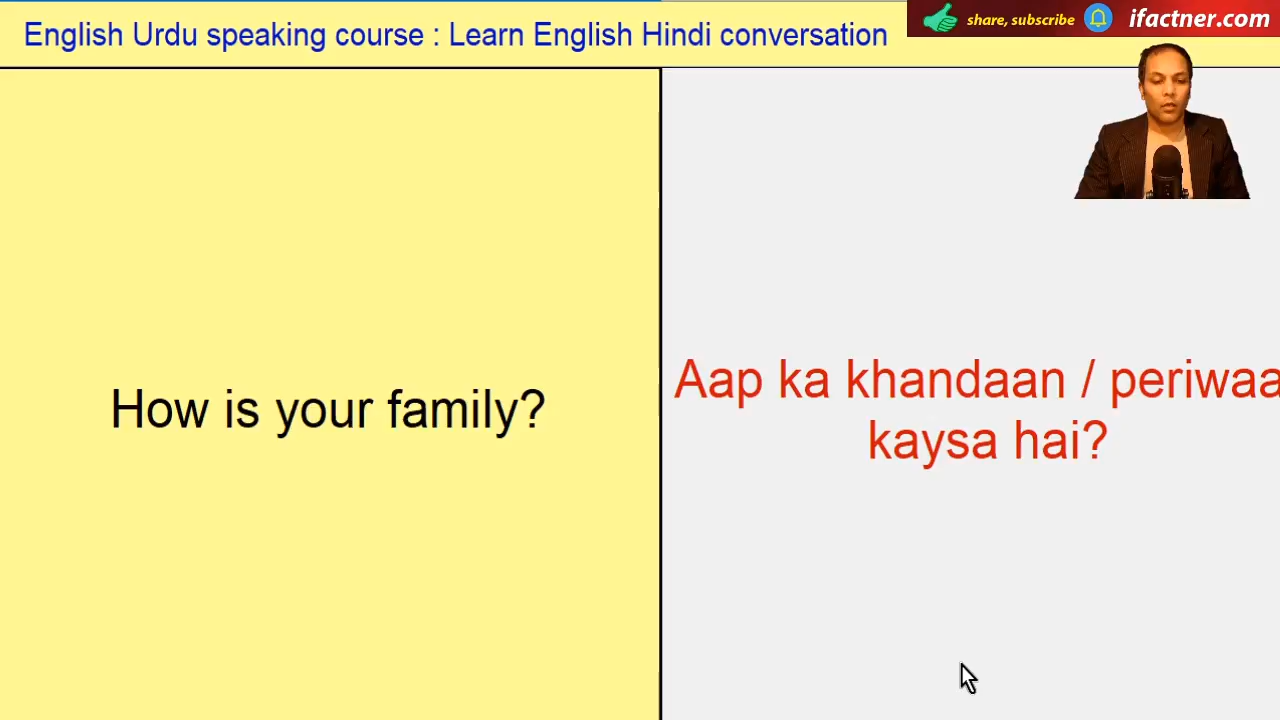 English Urdu speaking course : Learn English Hindi conversation
share, subscribe
ifactner.com
How is your family?
Aap ka khandaan / periwaa
kaysa hai?